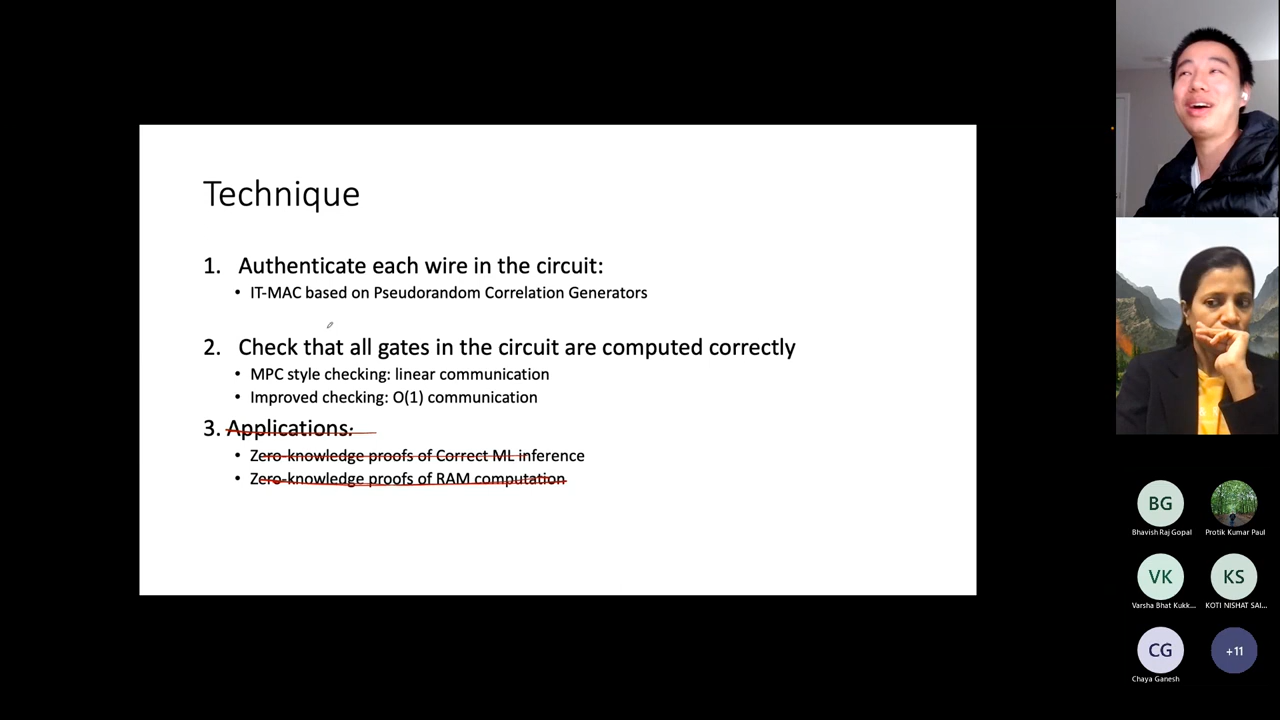 Technique
1. Authenticate each wire in the circuit:
• IT-MAC based on Pseudorandom Correlation Generators
2. Check that all gates in the circuit are computed correctly
• MPC style checking: linear communication
• Improved checking: O(1) communication
3. Applications:
• Zero-knowledge proofs of Correct ML inference
• Zero-knowledge proofs of RAM computation
BG
Bhavish Raj Gopal
Protik Kumar Paul
VK
KS
Varsha Bhat Kukk...
KOTI NISHAT SAI...
CG
+11
Chaya Ganesh